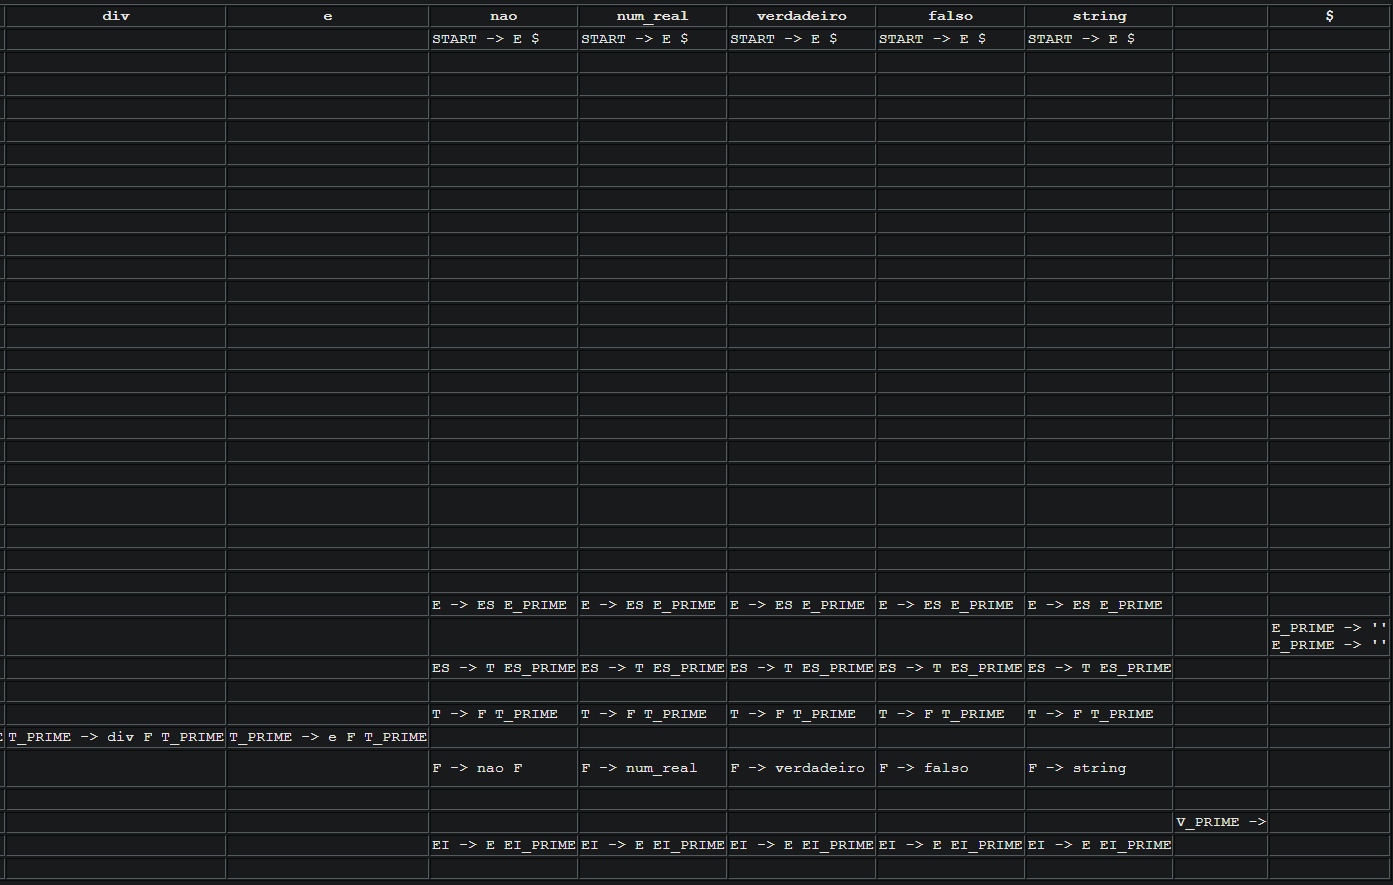 div e nao num_real verdadeiro falso string $
START -> E $ START -> E $ START -> E $ START -> E $ START -> E $
E -> ES E_PRIME E -> ES E_PRIME E -> ES E_PRIME E -> ES E_PRIME E -> ES E_PRIME
E_PRIME -> ''
E_PRIME -> ''
ES -> T ES_PRIME ES -> T ES_PRIME ES -> T ES_PRIME ES -> T ES_PRIME ES -> T ES_PRIME
T -> F T_PRIME T -> F T_PRIME T -> F T_PRIME T -> F T_PRIME T -> F T_PRIME
T_PRIME -> div F T_PRIME T_PRIME -> e F T_PRIME
F -> nao F F -> num_real F -> verdadeiro F -> falso F -> string
V_PRIME ->
EI -> E EI_PRIME EI -> E EI_PRIME EI -> E EI_PRIME EI -> E EI_PRIME EI -> E EI_PRIME